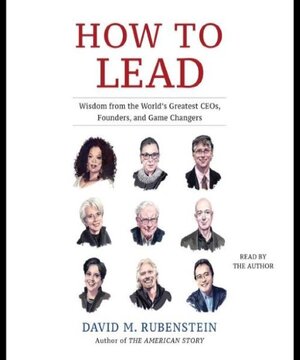 HOW TO
LEAD
Wisdom from the World's Greatest CEOs,
Founders, and Game Changers
READ BY
THE AUTHOR
DAVID M. RUBENSTEIN
Author of THE AMERICAN STORY